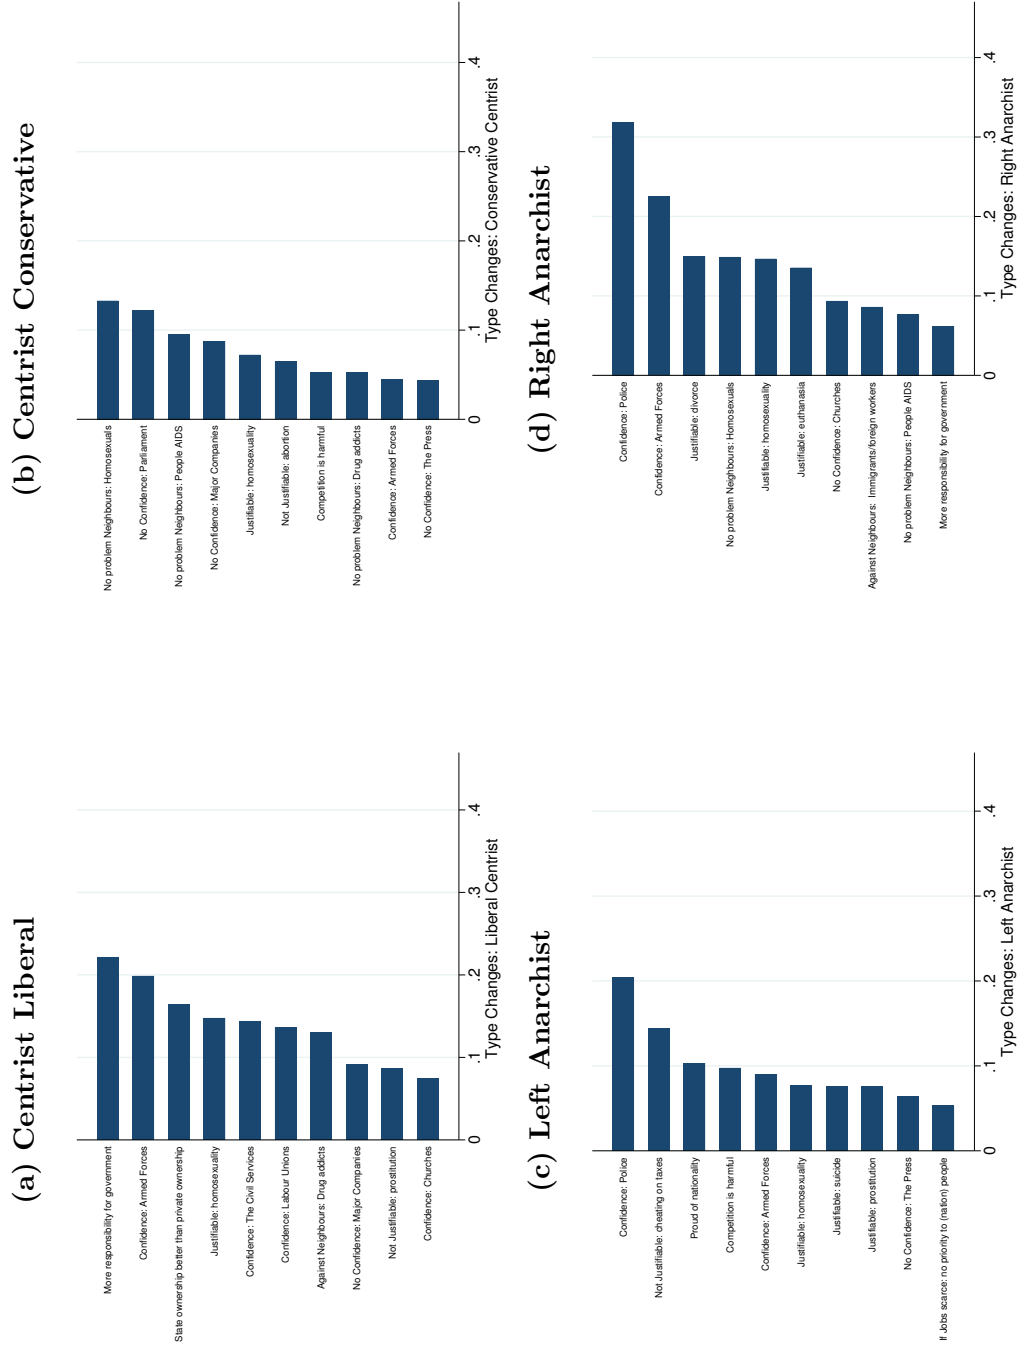 (a) Centrist Liberal
More responsibility for government
Confidence: Armed Forces
State ownership better than private ownership
Justifiable: homosexuality
Confidence: The Civil Services
Confidence: Labour Unions
Against Neighbours: Drug addicts
No Confidence: Major Companies
Not Justifiable: prostitution
Confidence: Churches
0 .1 .2 .3 .4
Type Changes: Liberal Centrist
(b) Centrist Conservative
No problem Neighbours: Homosexuals
No Confidence: Parliament
No problem Neighbours: People AIDS
No Confidence: Major Companies
Justifiable: homosexuality
Not Justifiable: abortion
Competition is harmful
No problem Neighbours: Drug addicts
Confidence: Armed Forces
No Confidence: The Press
0 .1 .2 .3 .4
Type Changes: Conservative Centrist
(c) Left Anarchist
Confidence: Police
Not Justifiable: cheating on taxes
Proud of nationality
Competition is harmful
Confidence: Armed Forces
Justifiable: homosexuality
Justifiable: suicide
Justifiable: prostitution
No Confidence: The Press
If Jobs scarce: no priority to (nation) people
0 .1 .2 .3 .4
Type Changes: Left Anarchist
(d) Right Anarchist
Confidence: Police
Confidence: Armed Forces
Justifiable: divorce
No problem Neighbours: Homosexuals
Justifiable: homosexuality
Justifiable: euthanasia
No Confidence: Churches
Against Neighbours: Immigrants/foreign workers
No problem Neighbours: People AIDS
More responsibility for government
0 .1 .2 .3 .4
Type Changes: Right Anarchist